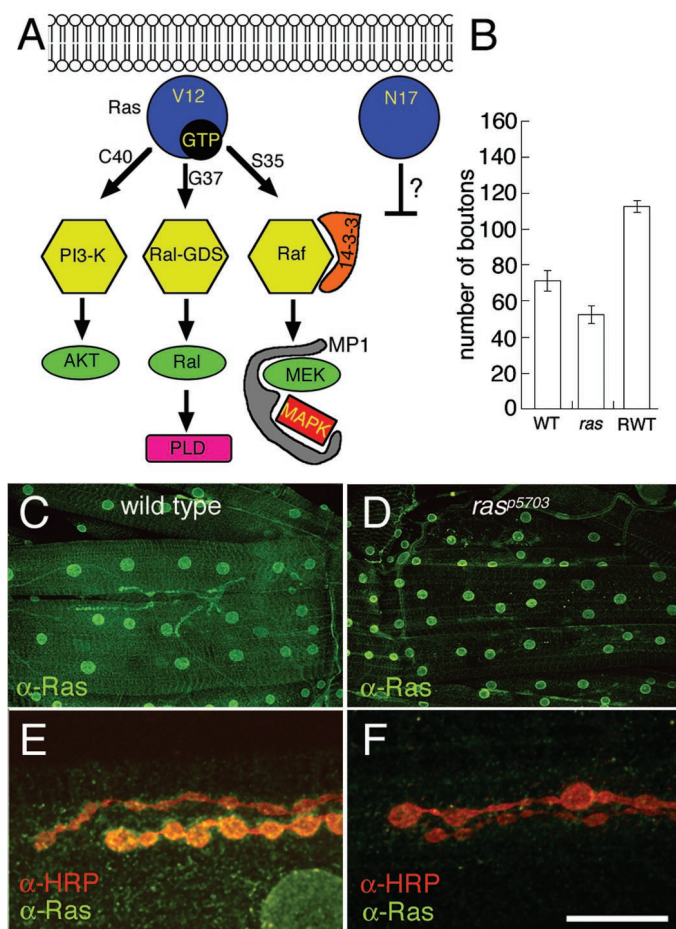 A
B
Ras
V12
GTP
N17
C40
G37
S35
?
PI3-K
Ral-GDS
Raf
14-3-3
AKT
Ral
MP1
MEK
MAPK
PLD
number of boutons
160
140
120
100
80
60
40
20
0
WT
ras
RWT
C
wild type
α-Ras
D
ras^p5703
α-Ras
E
α-HRP
α-Ras
F
α-HRP
α-Ras